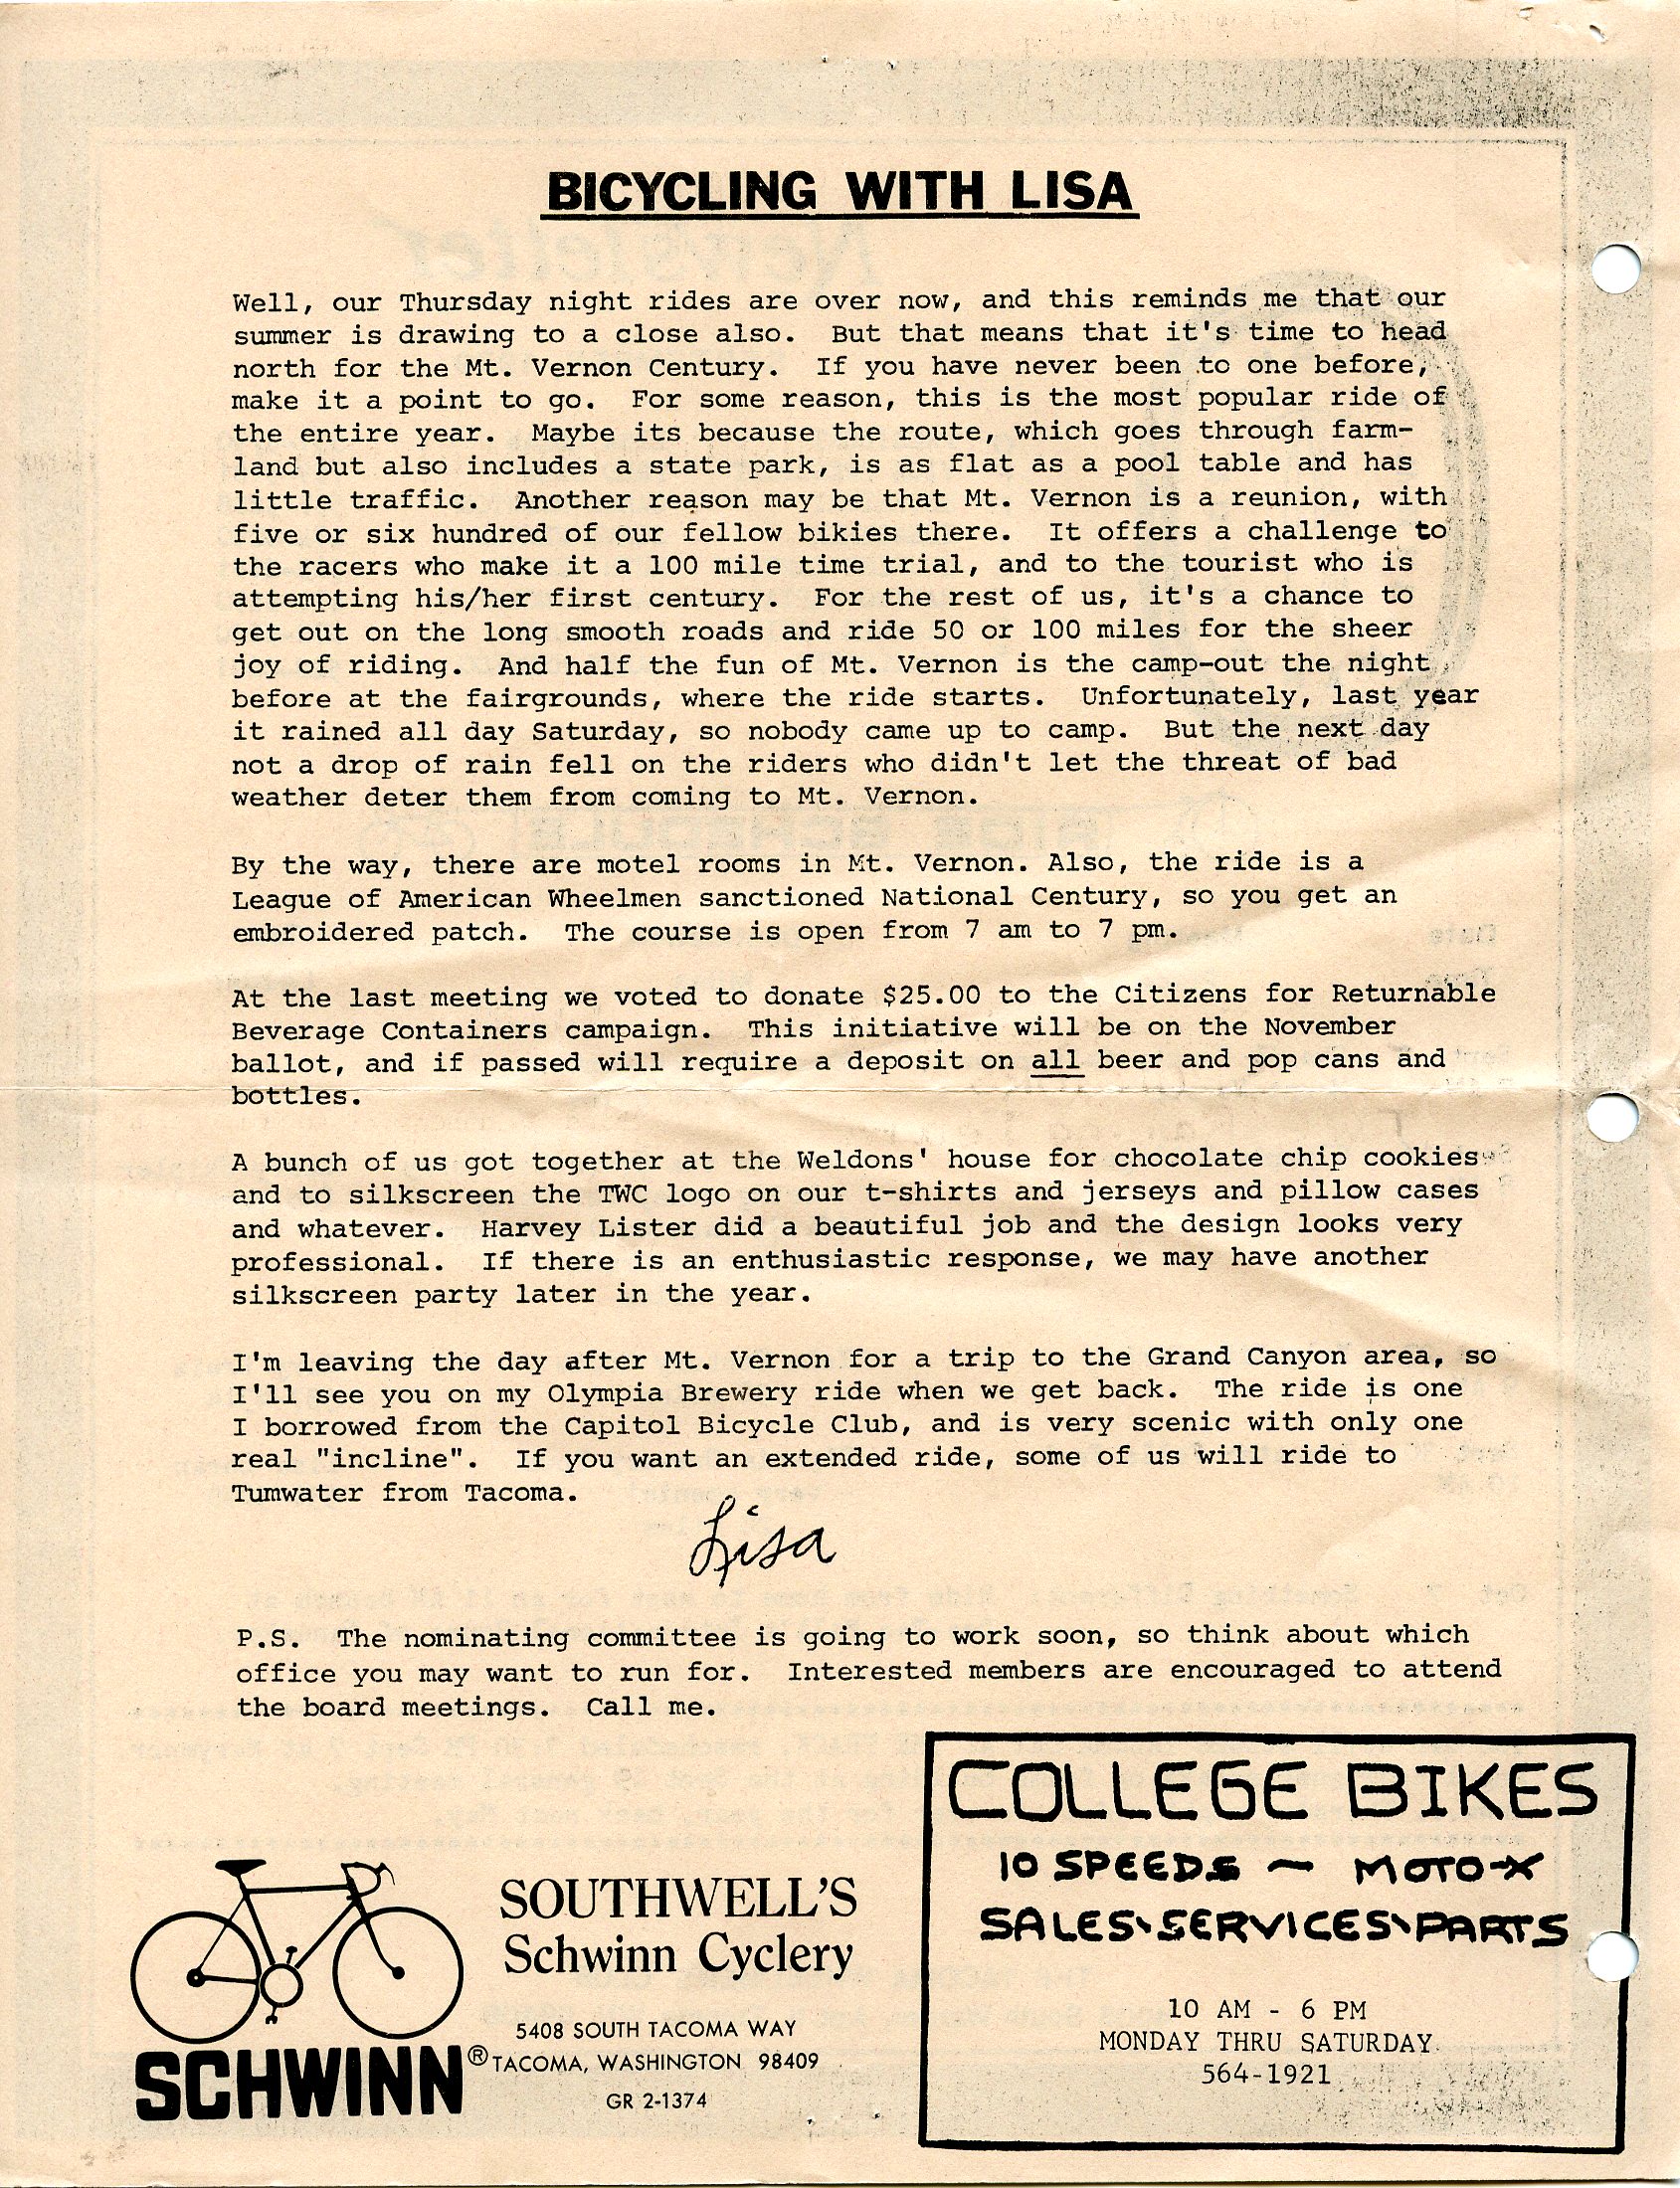 BICYCLING WITH LISA
Well, our Thursday night rides are over now, and this reminds me that our
summer is drawing to a close also. But that means that it's time to head
north for the Mt. Vernon Century. If you have never been to one before,
make it a point to go. For some reason, this is the most popular ride of
the entire year. Maybe its because the route, which goes through farm-
land but also includes a state park, is as flat as a pool table and has
little traffic. Another reason may be that Mt. Vernon is a reunion, with
five or six hundred of our fellow bikies there. It offers a challenge to
the racers who make it a 100 mile time trial, and to the tourist who is
attempting his/her first century. For the rest of us, it's a chance to
get out on the long smooth roads and ride 50 or 100 miles for the sheer
joy of riding. And half the fun of Mt. Vernon is the camp-out the night
before at the fairgrounds, where the ride starts. Unfortunately, last year
it rained all day Saturday, so nobody came up to camp. But the next day
not a drop of rain fell on the riders who didn't let the threat of bad
weather deter them from coming to Mt. Vernon.
By the way, there are motel rooms in Mt. Vernon. Also, the ride is a
League of American Wheelmen sanctioned National Century, so you get an
embroidered patch. The course is open from 7 am to 7 pm.
At the last meeting we voted to donate $25.00 to the Citizens for Returnable
Beverage Containers campaign. This initiative will be on the November
ballot, and if passed will require a deposit on all beer and pop cans and
bottles.
A bunch of us got together at the Weldons' house for chocolate chip cookies
and to silkscreen the TWC logo on our t-shirts and jerseys and pillow cases
and whatever. Harvey Lister did a beautiful job and the design looks very
professional. If there is an enthusiastic response, we may have another
silkscreen party later in the year.
I'm leaving the day after Mt. Vernon for a trip to the Grand Canyon area, so
I'll see you on my Olympia Brewery ride when we get back. The ride is one
I borrowed from the Capitol Bicycle Club, and is very scenic with only one
real "incline". If you want an extended ride, some of us will ride to
Tumwater from Tacoma.
Lisa
P.S. The nominating committee is going to work soon, so think about which
office you may want to run for. Interested members are encouraged to attend
the board meetings. Call me.
SCHWINN®
SOUTHWELL'S
Schwinn Cyclery
5408 SOUTH TACOMA WAY
TACOMA, WASHINGTON 98409
GR 2-1374
COLLEGE BIKES
10 SPEEDS ~ MOTO-X
SALES\SERVICES\PARTS
10 AM - 6 PM
MONDAY THRU SATURDAY
564-1921